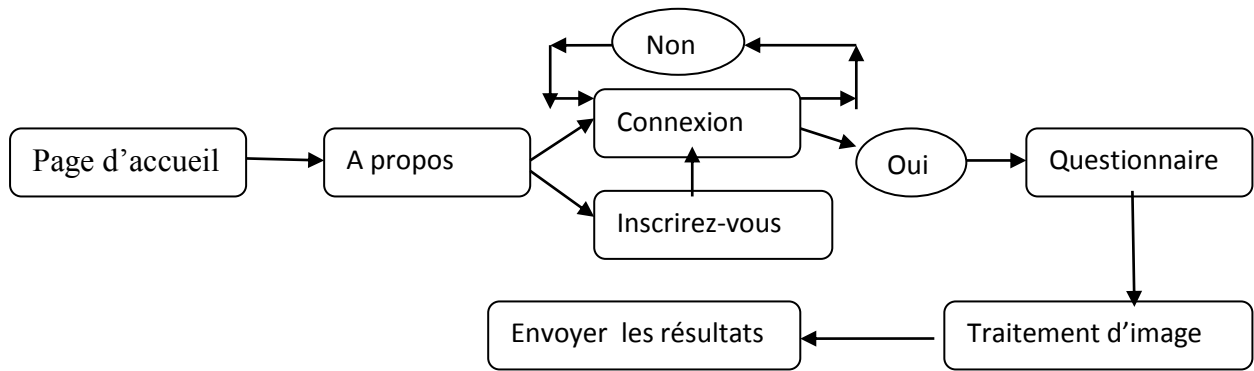 Non
Connexion
Page d’accueil
A propos
Oui
Questionnaire
Inscrirez-vous
Envoyer  les résultats
Traitement d’image